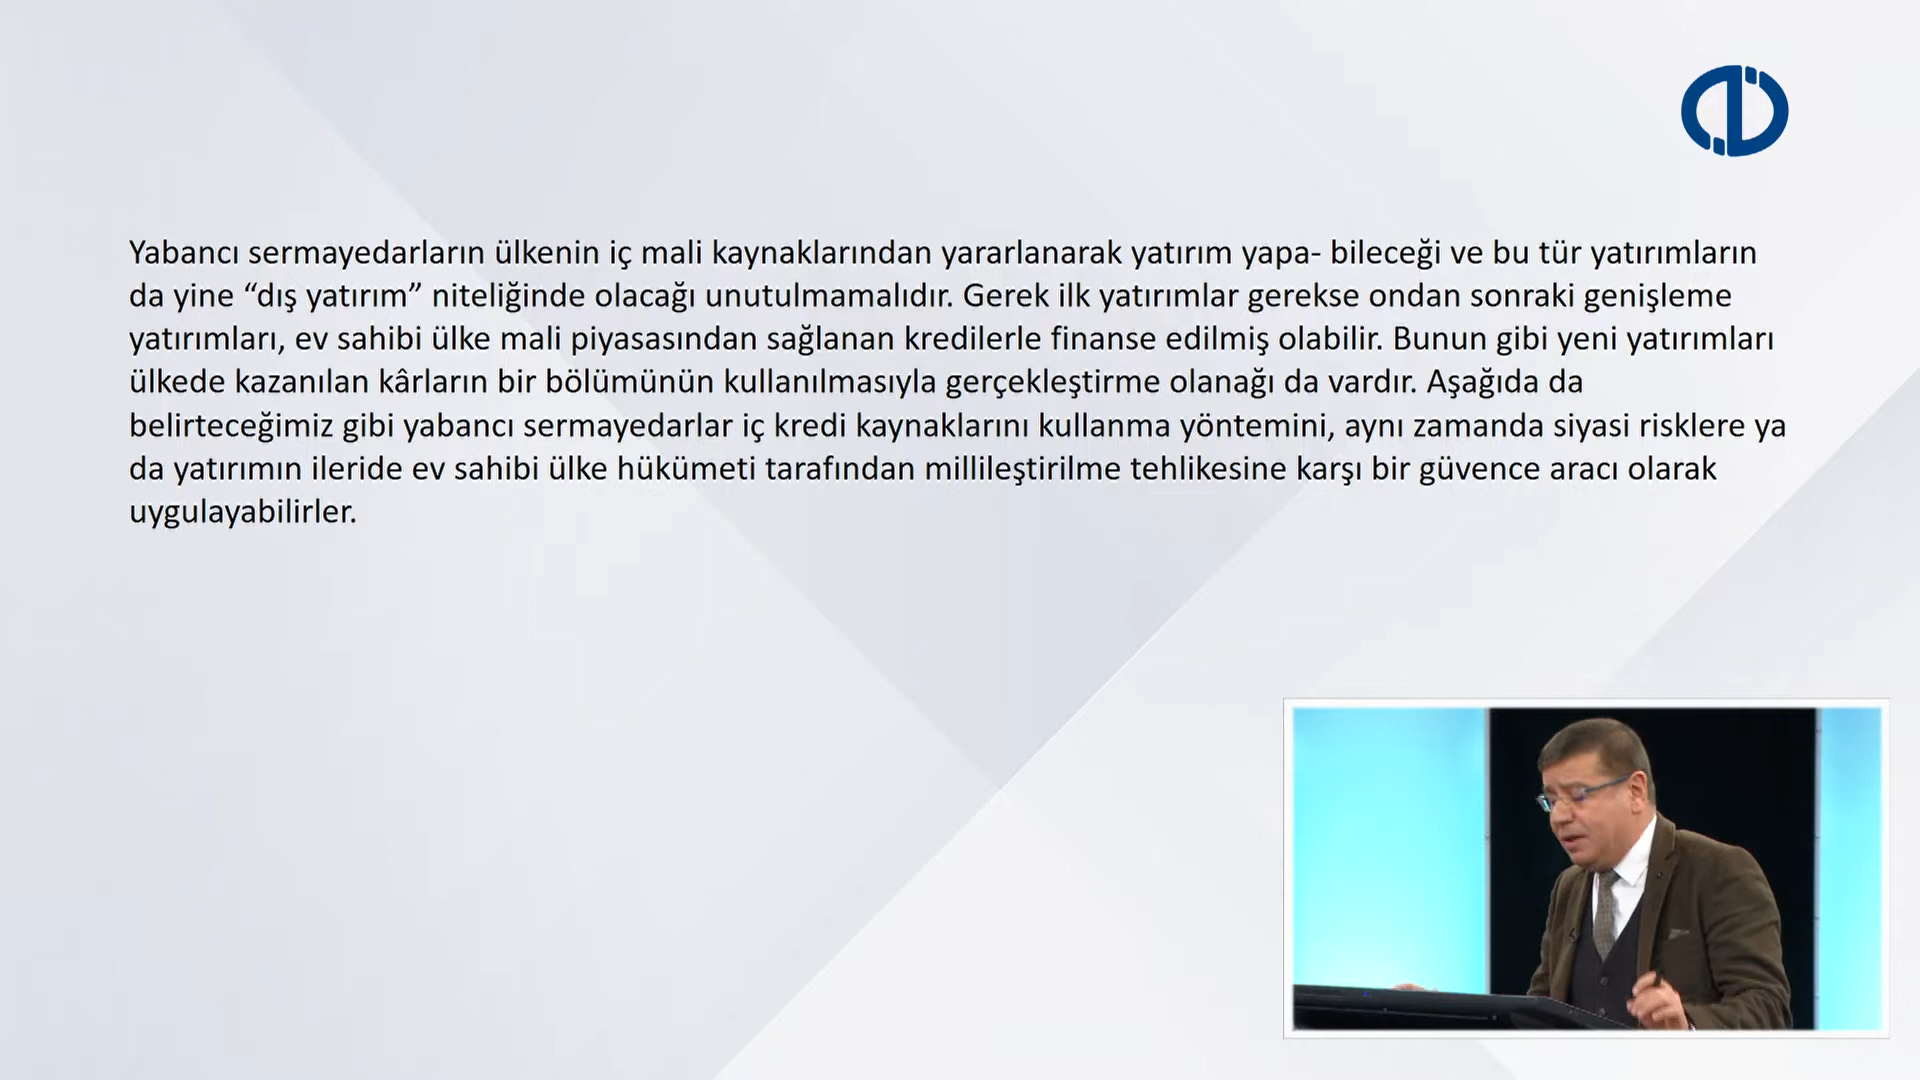 Yabancı sermayedarların ülkenin iç mali kaynaklarından yararlanarak yatırım yapa- bileceği ve bu tür yatırımların
da yine “dış yatırım” niteliğinde olacağı unutulmamalıdır. Gerek ilk yatırımlar gerekse ondan sonraki genişleme
yatırımları, ev sahibi ülke mali piyasasından sağlanan kredilerle finanse edilmiş olabilir. Bunun gibi yeni yatırımları
ülkede kazanılan kârların bir bölümünün kullanılmasıyla gerçekleştirme olanağı da vardır. Aşağıda da
belirteceğimiz gibi yabancı sermayedarlar iç kredi kaynaklarını kullanma yöntemini, aynı zamanda siyasi risklere ya
da yatırımın ileride ev sahibi ülke hükümeti tarafından millileştirilme tehlikesine karşı bir güvence aracı olarak
uygulayabilirler.